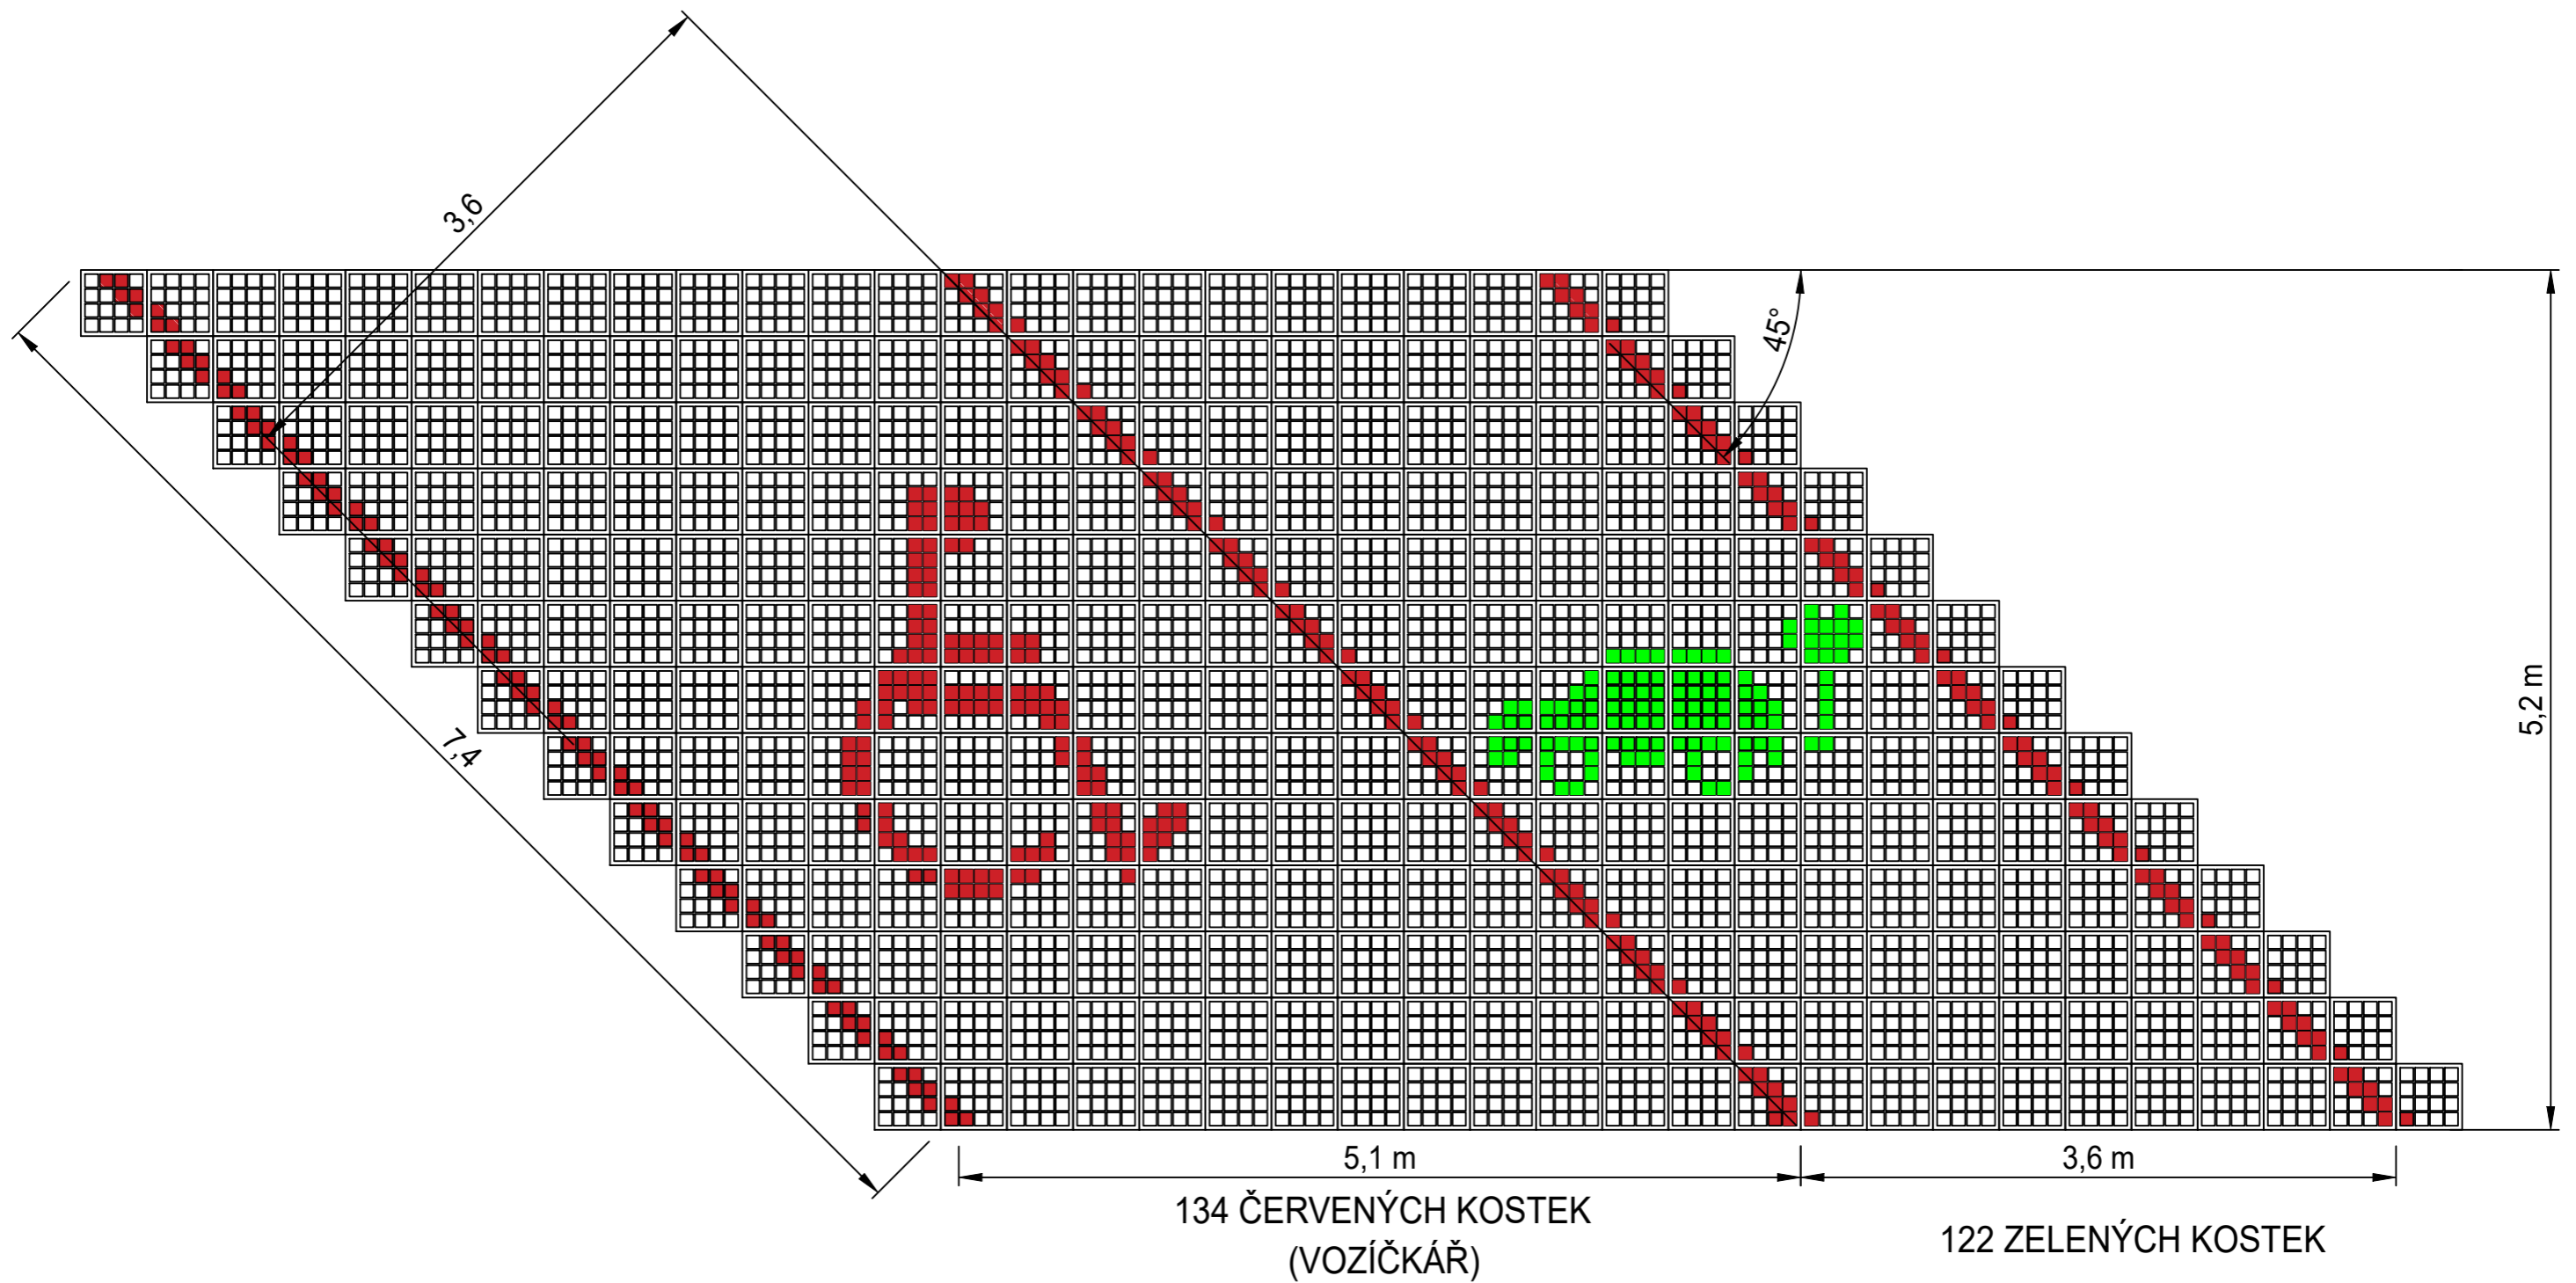 3,6
45°
7,4
5,2 m
5,1 m
3,6 m
134 ČERVENÝCH KOSTEK
(VOZÍČKÁŘ)
122 ZELENÝCH KOSTEK